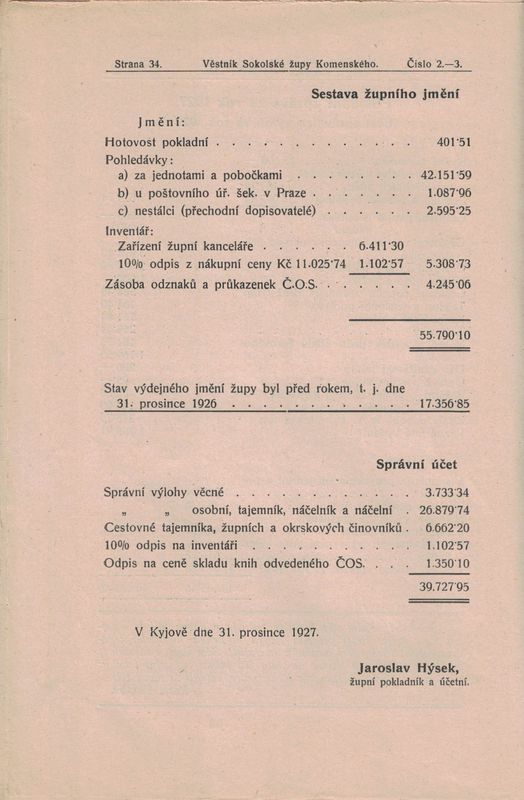 Strana 34. Věstník Sokolské župy Komenského. Číslo 2.—3.
Sestava župního jmění
Jmění:
Hotovost pokladní . . . . . . . . . . . . . 401·51
Pohledávky:
a) za jednotami a pobočkami . . . . . . . . 42.151·59
b) u poštovního úř. šek. v Praze . . . . . . . 1.087·96
c) nestálci (přechodní dopisovatelé) . . . . . . 2.595·25
Inventář:
Zařízení župní kanceláře . . . . . . 6.411·30
10% odpis z nákupní ceny Kč 11.025·74 1.102·57 5.308·73
Zásoba odznaků a průkazenek Č.O.S. . . . . . . 4.245·06
55.790·10
Stav výdejného jmění župy byl před rokem, t. j. dne
31. prosince 1926 . . . . . . . . . . . . 17.356·85
Správní účet
Správní výlohy věcné . . . . . . . . . . . . 3.733·34
„ „ osobní, tajemník, náčelník a náčelní . 26.879·74
Cestovné tajemníka, župních a okrskových činovníků . 6.662·20
10% odpis na inventáři . . . . . . . . . . . 1.102·57
Odpis na ceně skladu knih odvedeného ČOS. . . . 1.350·10
39.727·95
V Kyjově dne 31. prosince 1927.
Jaroslav Hýsek,
župní pokladník a účetní.